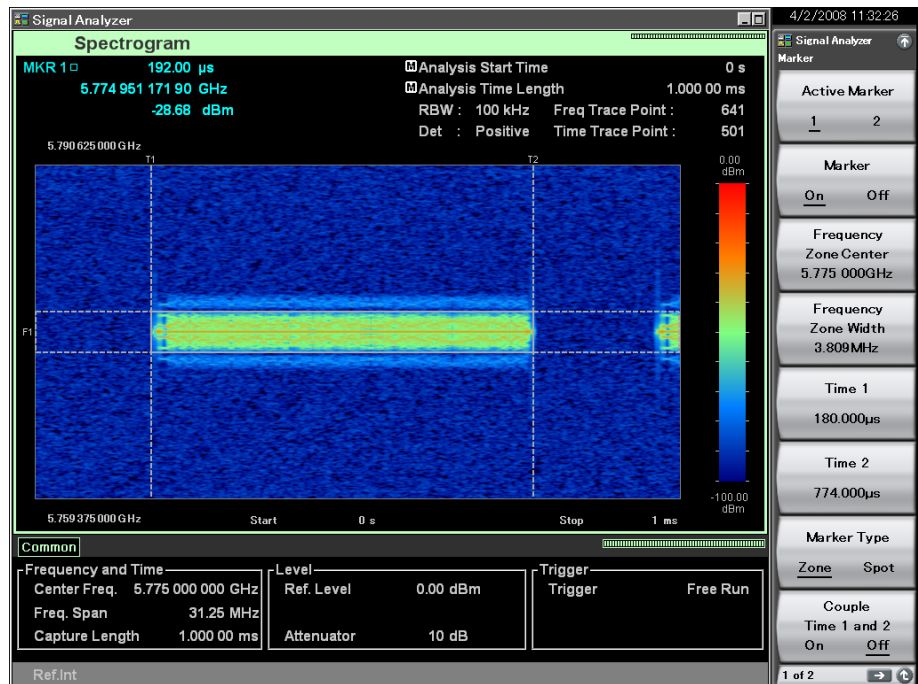 Signal Analyzer
Spectrogram
MKR 1 192.00 µs
5.774 951 171 90 GHz
-28.68 dBm
M Analysis Start Time 0 s
M Analysis Time Length 1.000 00 ms
RBW : 100 kHz Freq Trace Point : 641
Det : Positive Time Trace Point : 501
5.790 625 000 GHz
T1
T2
0.00
dBm
F1
-100.00
dBm
5.759 375 000 GHz Start 0 s Stop 1 ms
Common
Frequency and Time
Center Freq. 5.775 000 000 GHz
Freq. Span 31.25 MHz
Capture Length 1.000 00 ms
Level
Ref. Level 0.00 dBm
Attenuator 10 dB
Trigger
Trigger Free Run
Ref.Int
4/2/2008 11:32:26
Signal Analyzer
Marker
Active Marker
1 2
Marker
On Off
Frequency
Zone Center
5.775 000GHz
Frequency
Zone Width
3.809MHz
Time 1
180.000µs
Time 2
774.000µs
Marker Type
Zone Spot
Couple
Time 1 and 2
On Off
1 of 2